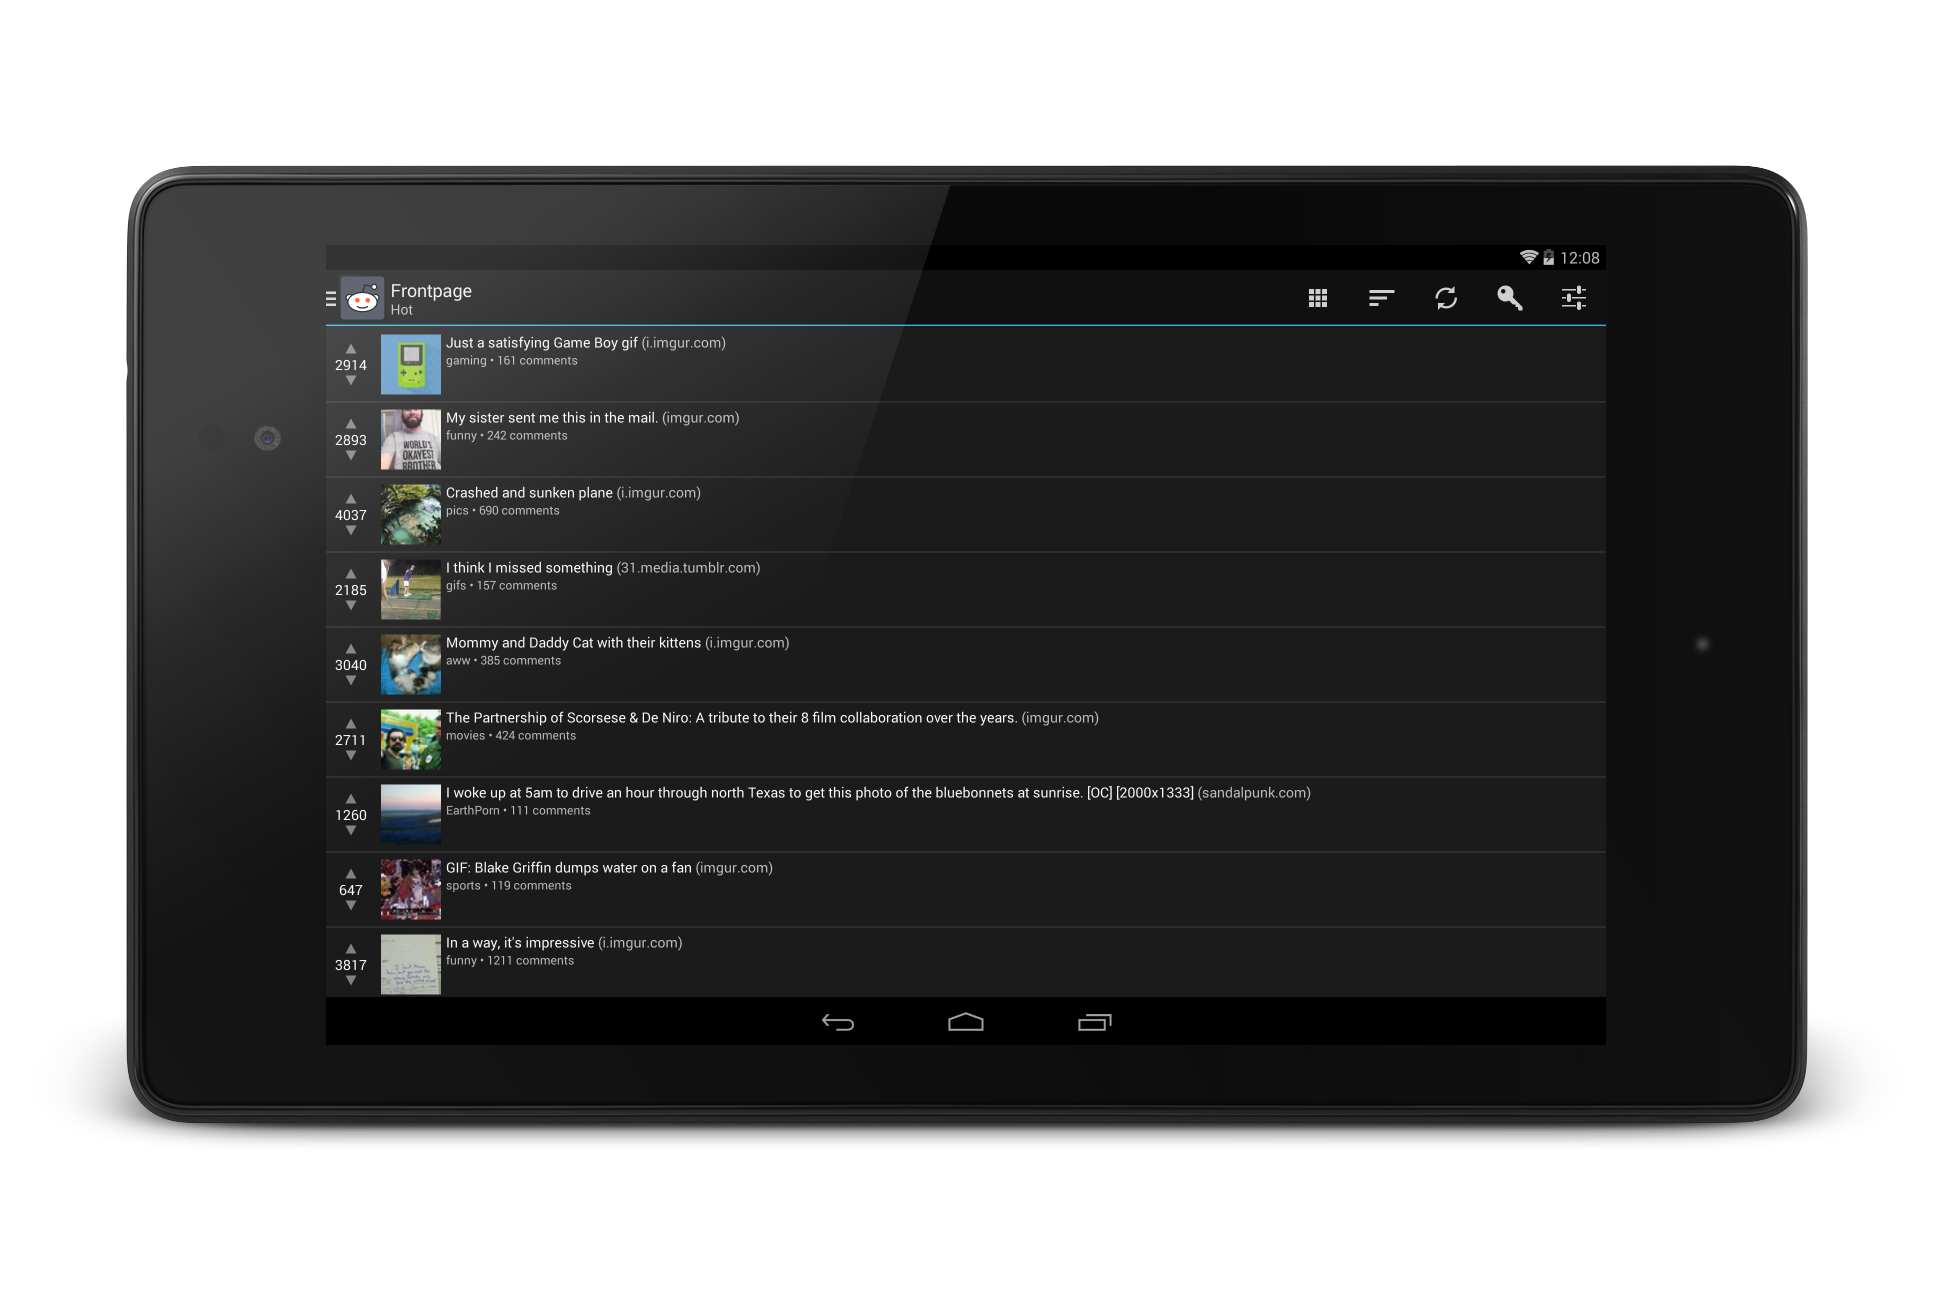 12:08
Frontpage
Hot
2914
Just a satisfying Game Boy gif (i.imgur.com)
gaming • 161 comments
2893
My sister sent me this in the mail. (imgur.com)
funny • 242 comments
WORLD'S
OKAYEST
BROTHER
4037
Crashed and sunken plane (i.imgur.com)
pics • 690 comments
2185
I think I missed something (31.media.tumblr.com)
gifs • 157 comments
3040
Mommy and Daddy Cat with their kittens (i.imgur.com)
aww • 385 comments
2711
The Partnership of Scorsese & De Niro: A tribute to their 8 film collaboration over the years. (imgur.com)
movies • 424 comments
1260
I woke up at 5am to drive an hour through north Texas to get this photo of the bluebonnets at sunrise. [OC] [2000x1333] (sandalpunk.com)
EarthPorn • 111 comments
647
GIF: Blake Griffin dumps water on a fan (imgur.com)
sports • 119 comments
3817
In a way, it's impressive (i.imgur.com)
funny • 1211 comments